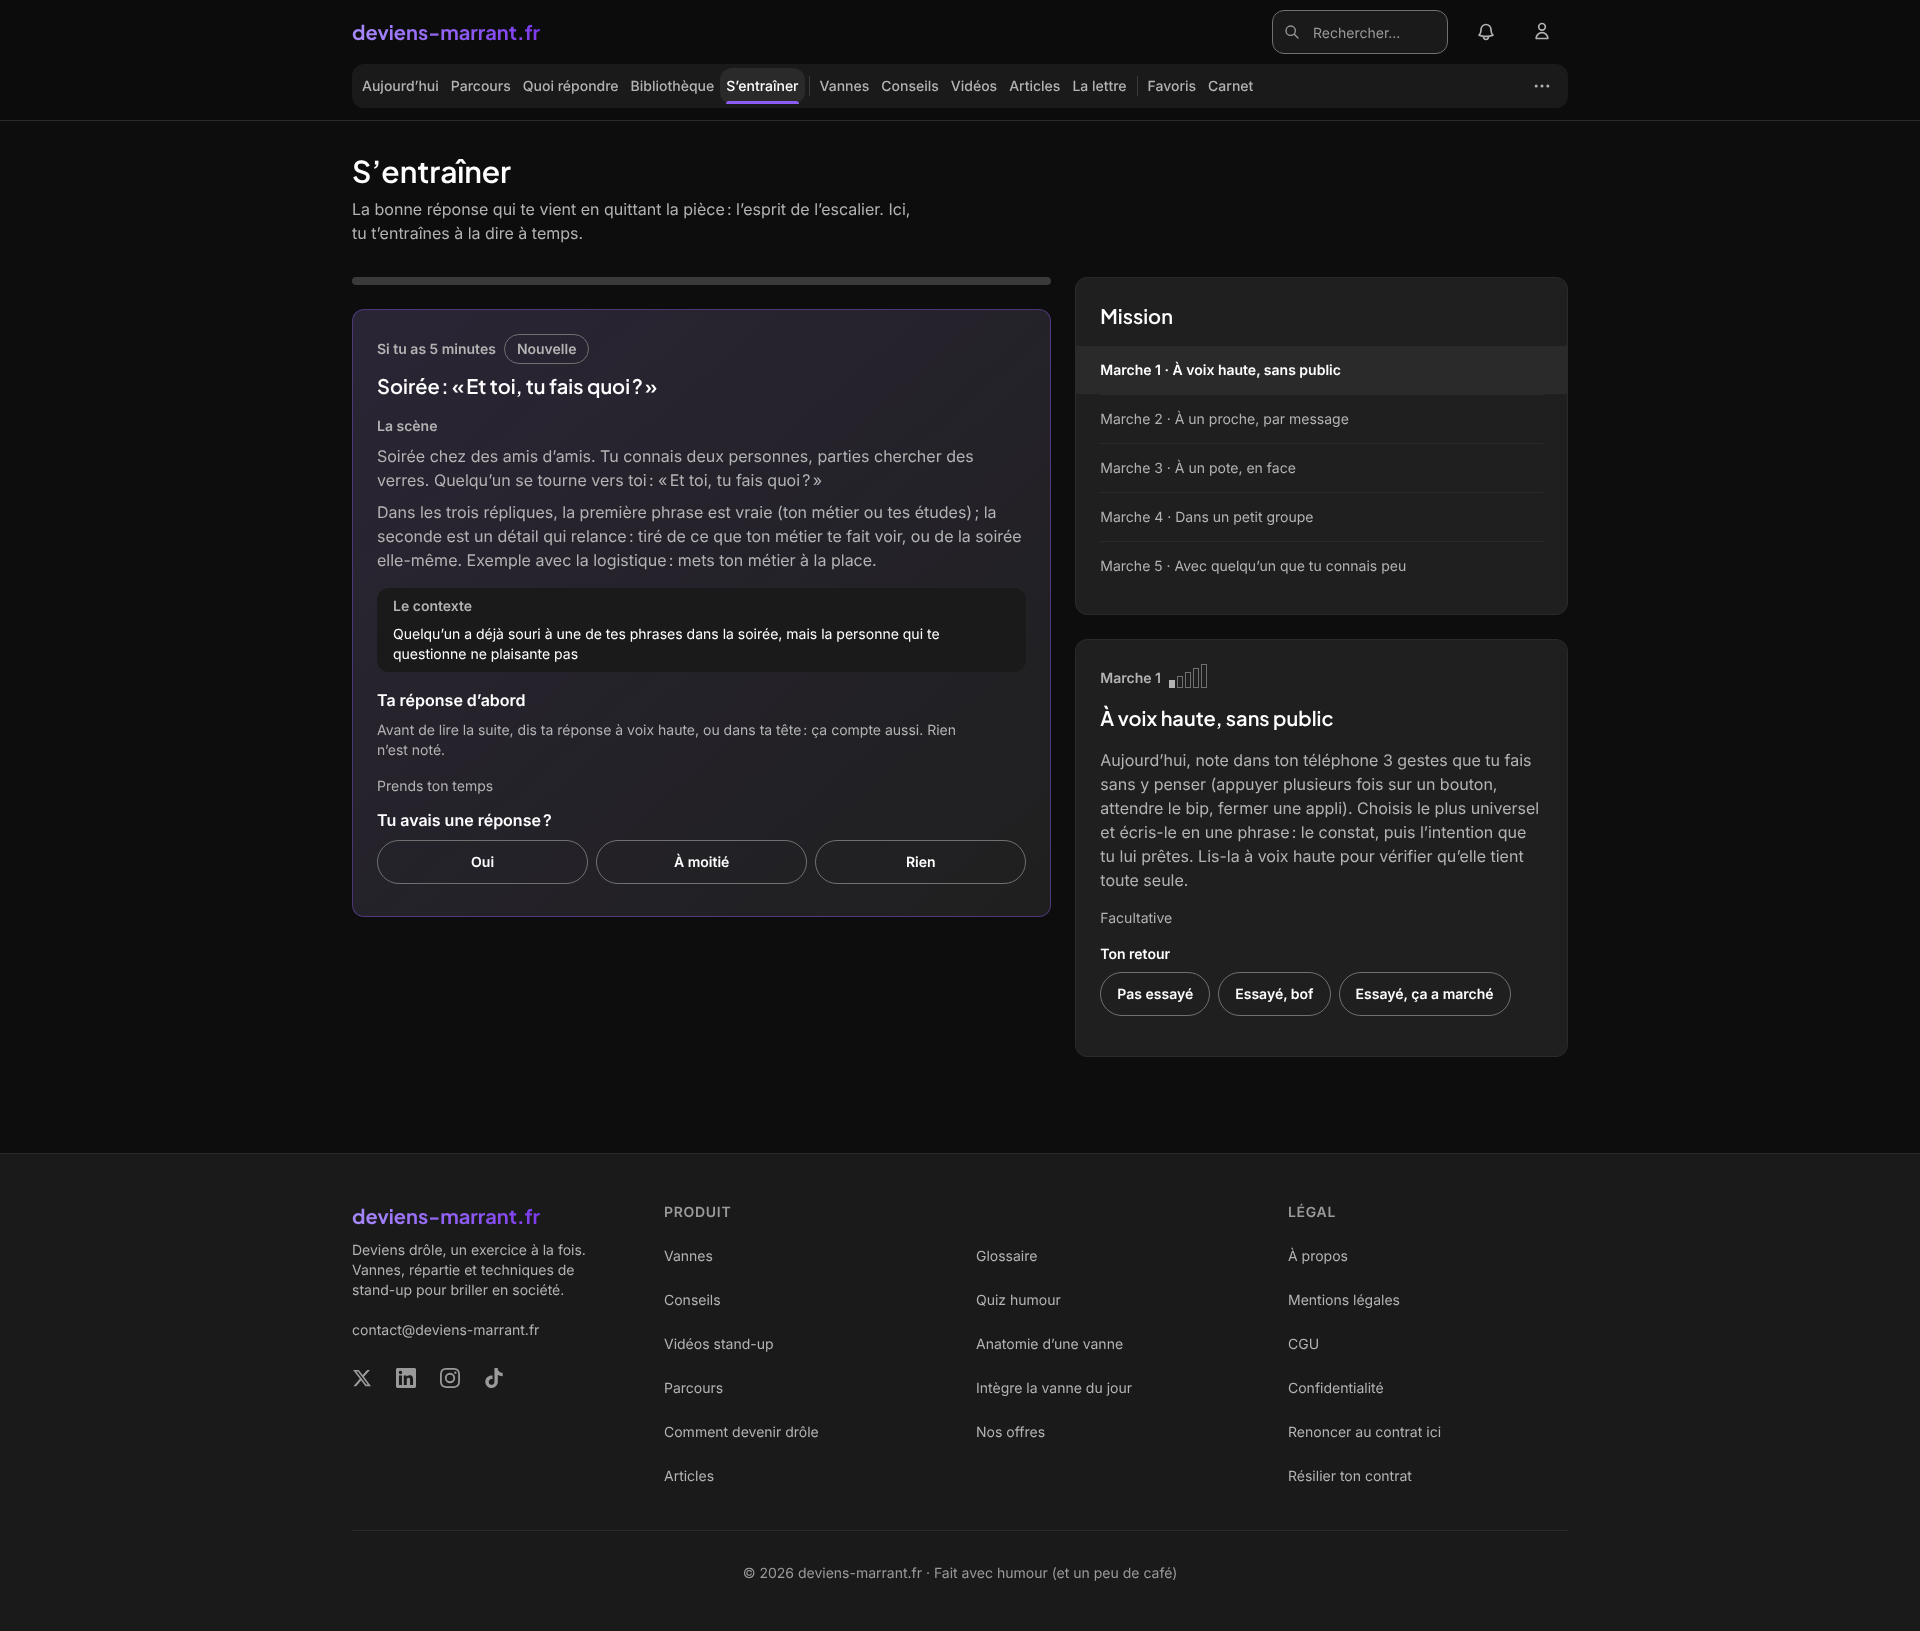 deviens-marrant.fr
Rechercher...
Aujourd’hui Parcours Quoi répondre Bibliothèque S’entraîner Vannes Conseils Vidéos Articles La lettre Favoris Carnet
S’entraîner
La bonne réponse qui te vient en quittant la pièce : l’esprit de l’escalier. Ici,
tu t’entraînes à la dire à temps.
Si tu as 5 minutes Nouvelle
Soirée : « Et toi, tu fais quoi ? »
La scène
Soirée chez des amis d’amis. Tu connais deux personnes, parties chercher des
verres. Quelqu’un se tourne vers toi : « Et toi, tu fais quoi ? »
Dans les trois répliques, la première phrase est vraie (ton métier ou tes études) ; la
seconde est un détail qui relance : tiré de ce que ton métier te fait voir, ou de la soirée
elle-même. Exemple avec la logistique : mets ton métier à la place.
Le contexte
Quelqu’un a déjà souri à une de tes phrases dans la soirée, mais la personne qui te
questionne ne plaisante pas
Ta réponse d’abord
Avant de lire la suite, dis ta réponse à voix haute, ou dans ta tête : ça compte aussi. Rien
n’est noté.
Prends ton temps
Tu avais une réponse ?
Oui
À moitié
Rien
Mission
Marche 1 · À voix haute, sans public
Marche 2 · À un proche, par message
Marche 3 · À un pote, en face
Marche 4 · Dans un petit groupe
Marche 5 · Avec quelqu’un que tu connais peu
Marche 1
À voix haute, sans public
Aujourd’hui, note dans ton téléphone 3 gestes que tu fais
sans y penser (appuyer plusieurs fois sur un bouton,
attendre le bip, fermer une appli). Choisis le plus universel
et écris-le en une phrase : le constat, puis l’intention que
tu lui prêtes. Lis-la à voix haute pour vérifier qu’elle tient
toute seule.
Facultative
Ton retour
Pas essayé
Essayé, bof
Essayé, ça a marché
deviens-marrant.fr
Deviens drôle, un exercice à la fois.
Vannes, répartie et techniques de
stand-up pour briller en société.
contact@deviens-marrant.fr
PRODUIT
Vannes
Conseils
Vidéos stand-up
Parcours
Comment devenir drôle
Articles
Glossaire
Quiz humour
Anatomie d’une vanne
Intègre la vanne du jour
Nos offres
LÉGAL
À propos
Mentions légales
CGU
Confidentialité
Renoncer au contrat ici
Résilier ton contrat
© 2026 deviens-marrant.fr · Fait avec humour (et un peu de café)